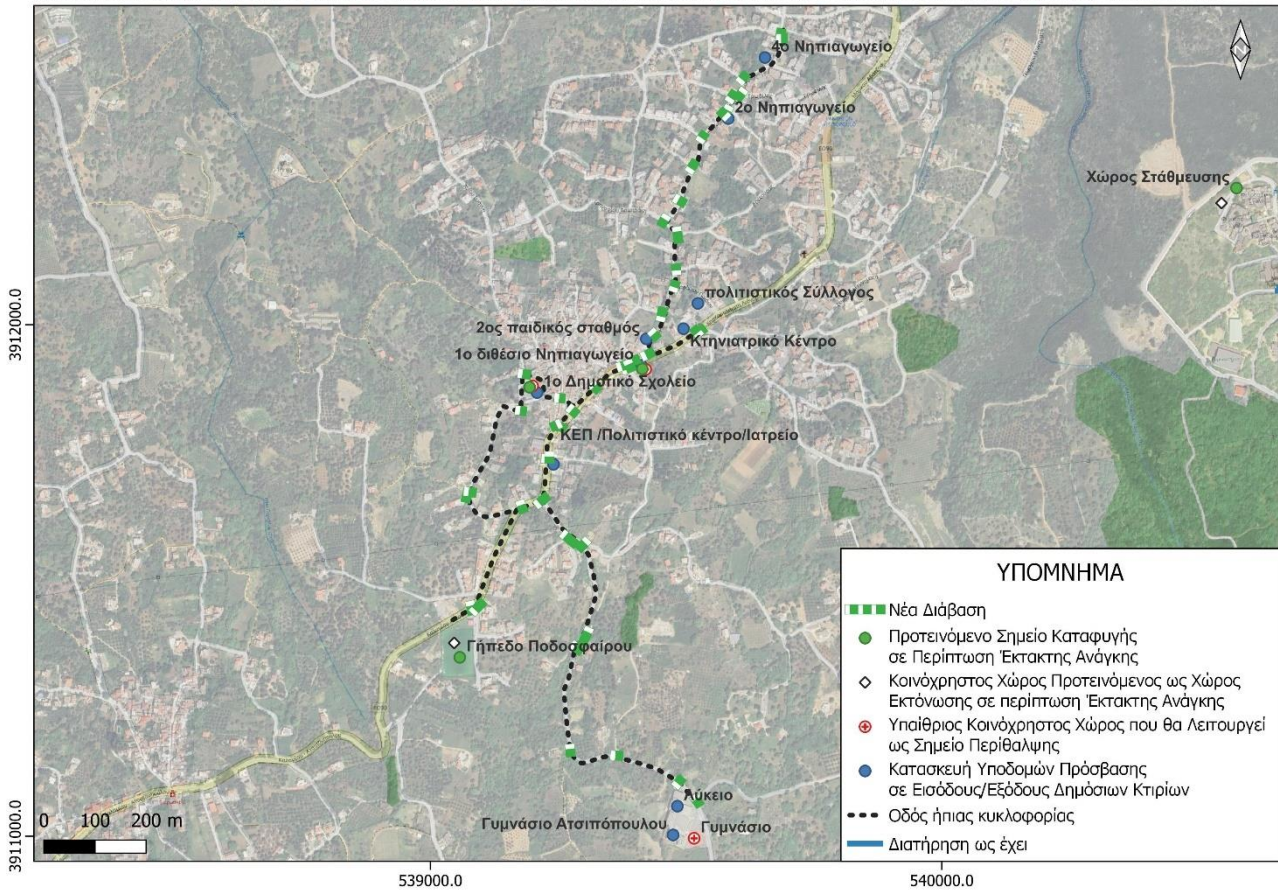 4ο Νηπιαγωγείο
2ο Νηπιαγωγείο
Χώρος Στάθμευσης
πολιτιστικός Σύλλογος
2ος παιδικός σταθμός
Κτηνιατρικό Κέντρο
1ο διθέσιο Νηπιαγωγείο
1ο Δημοτικό Σχολείο
ΚΕΠ /Πολιτιστικό κέντρο/Ιατρείο
Γήπεδο Ποδοσφαίρου
Λύκειο
Γυμνάσιο Ατσιπόπουλου
Γυμνάσιο
3912000.0
3911000.0
539000.0
540000.0
0 100 200 m
N
ΥΠΟΜΝΗΜΑ
Νέα Διάβαση
Προτεινόμενο Σημείο Καταφυγής
σε Περίπτωση Έκτακτης Ανάγκης
Κοινόχρηστος Χώρος Προτεινόμενος ως Χώρος
Εκτόνωσης σε περίπτωση Έκτακτης Ανάγκης
Υπαίθριος Κοινόχρηστος Χώρος που θα Λειτουργεί
ως Σημείο Περίθαλψης
Κατασκευή Υποδομών Πρόσβασης
σε Εισόδους/Εξόδους Δημόσιων Κτιρίων
Οδός ήπιας κυκλοφορίας
Διατήρηση ως έχει